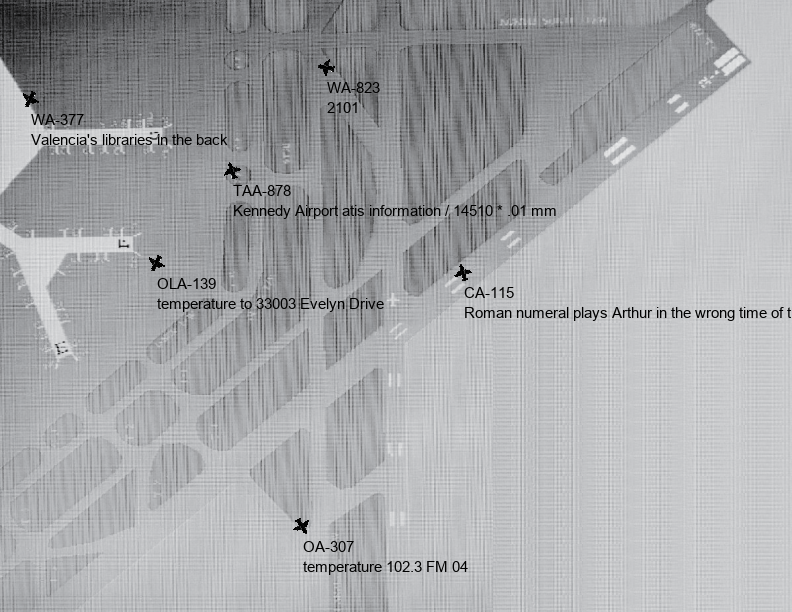 WA-823
2101
WA-377
Valencia's libraries in the back
TAA-878
Kennedy Airport atis information / 14510 * .01 mm
OLA-139
temperature to 33003 Evelyn Drive
CA-115
Roman numeral plays Arthur in the wrong time of t
OA-307
temperature 102.3 FM 04